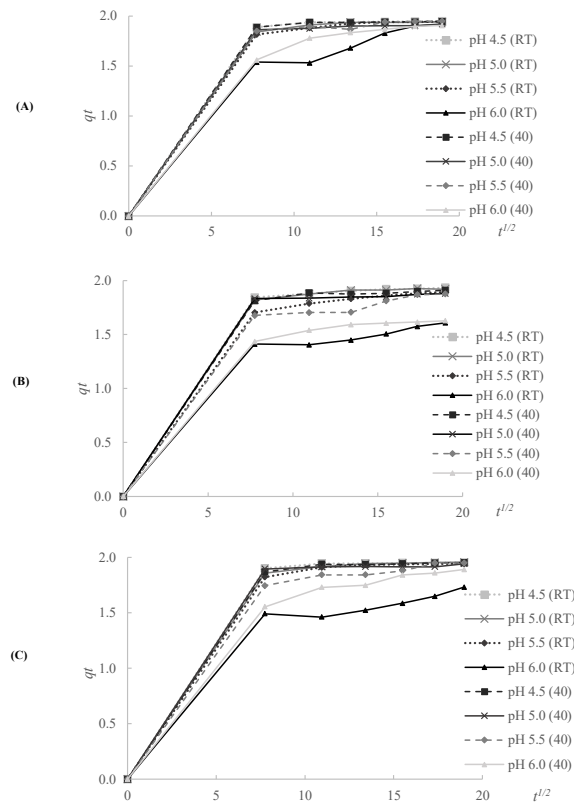 (A)
qt
2.0
1.5
1.0
0.5
0.0
0
5
10
15
20
t^{1/2}
pH 4.5 (RT)
pH 5.0 (RT)
pH 5.5 (RT)
pH 6.0 (RT)
pH 4.5 (40)
pH 5.0 (40)
pH 5.5 (40)
pH 6.0 (40)
(B)
qt
2.0
1.5
1.0
0.5
0.0
0
5
10
15
20
t^{1/2}
pH 4.5 (RT)
pH 5.0 (RT)
pH 5.5 (RT)
pH 6.0 (RT)
pH 4.5 (40)
pH 5.0 (40)
pH 5.5 (40)
pH 6.0 (40)
(C)
qt
2.0
1.5
1.0
0.5
0.0
0
5
10
15
20
t^{1/2}
pH 4.5 (RT)
pH 5.0 (RT)
pH 5.5 (RT)
pH 6.0 (RT)
pH 4.5 (40)
pH 5.0 (40)
pH 5.5 (40)
pH 6.0 (40)